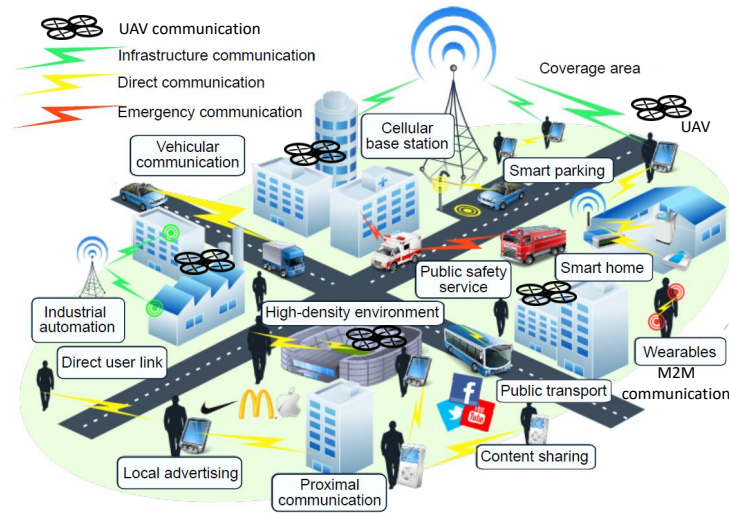 UAV communication
Infrastructure communication
Direct communication
Emergency communication
Coverage area
UAV
Vehicular
communication
Cellular
base station
Smart parking
Public safety
service
Smart home
Industrial
automation
High-density environment
Direct user link
Wearables
M2M
communication
Public transport
f
You
Tube
M
Local advertising
Proximal
communication
Content sharing